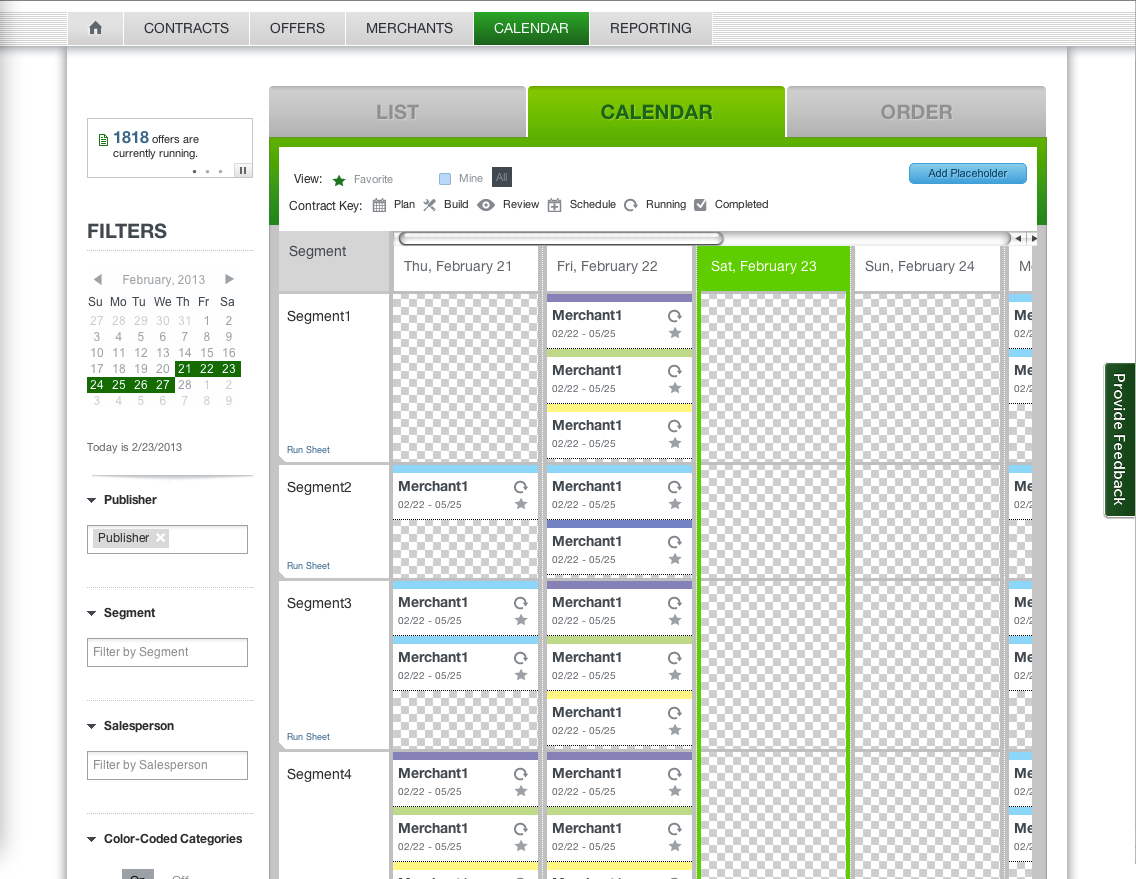 CONTRACTS OFFERS MERCHANTS CALENDAR REPORTING
LIST CALENDAR ORDER
1818 offers are
currently running.
FILTERS
February, 2013
Su Mo Tu We Th Fr Sa
27 28 29 30 31 1 2
3 4 5 6 7 8 9
10 11 12 13 14 15 16
17 18 19 20 21 22 23
24 25 26 27 28 1 2
3 4 5 6 7 8 9
Today is 2/23/2013
Publisher
Publisher
Segment
Filter by Segment
Salesperson
Filter by Salesperson
Color-Coded Categories
On Off
View: Favorite Mine All
Add Placeholder
Contract Key: Plan Build Review Schedule Running Completed
Segment
Thu, February 21 Fri, February 22 Sat, February 23 Sun, February 24
Segment1
Merchant1
02/22 - 05/25
Merchant1
02/22 - 05/25
Merchant1
02/22 - 05/25
Run Sheet
Segment2
Merchant1 Merchant1
02/22 - 05/25 02/22 - 05/25
Merchant1
02/22 - 05/25
Run Sheet
Segment3
Merchant1 Merchant1
02/22 - 05/25 02/22 - 05/25
Merchant1 Merchant1
02/22 - 05/25 02/22 - 05/25
Merchant1
02/22 - 05/25
Run Sheet
Segment4
Merchant1 Merchant1
02/22 - 05/25 02/22 - 05/25
Merchant1 Merchant1
02/22 - 05/25 02/22 - 05/25
Provide Feedback